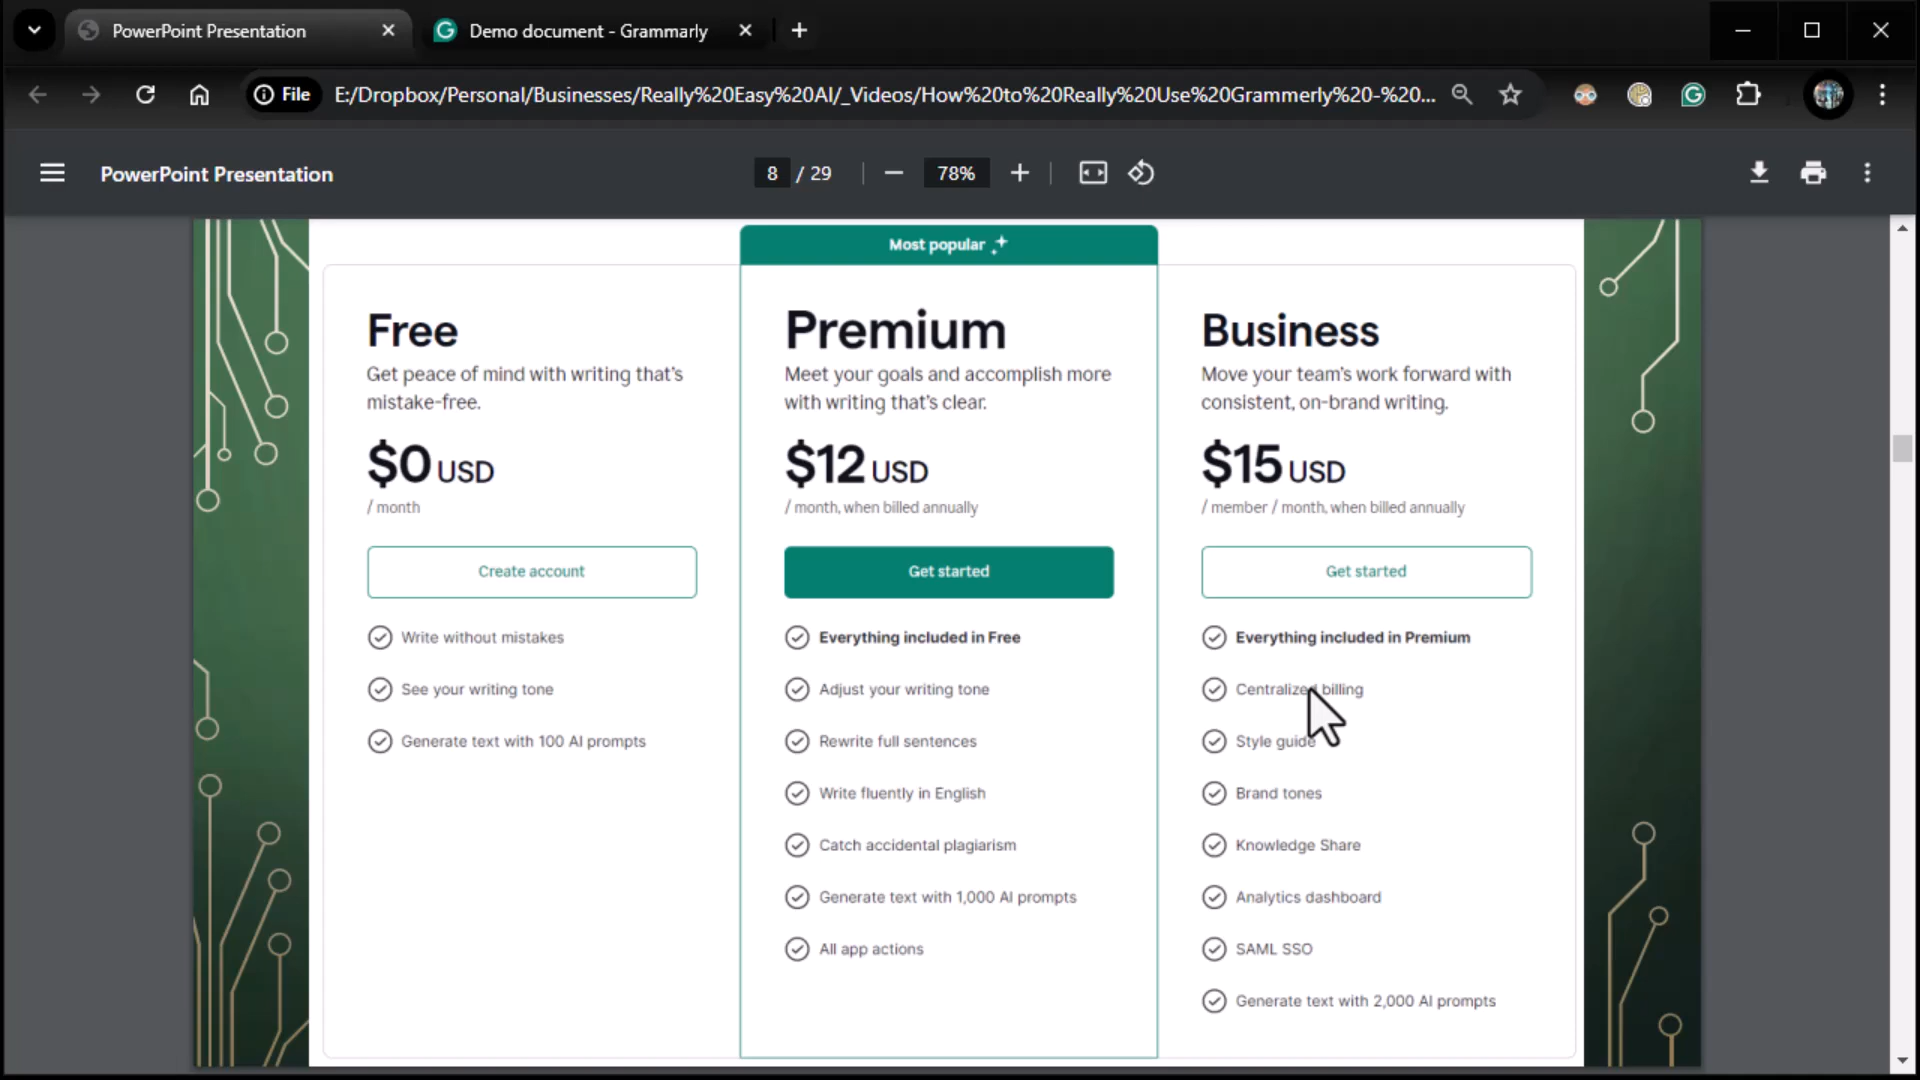 PowerPoint Presentation
Demo document - Grammarly
File
E:/Dropbox/Personal/Businesses/Really%20Easy%20AI/_Videos/How%20to%20Really%20Use%20Grammerly%20-%20...
PowerPoint Presentation
8 / 29
78%
Most popular
Free
Get peace of mind with writing that's
mistake-free.
$0 USD
/ month
Create account
Write without mistakes
See your writing tone
Generate text with 100 AI prompts
Premium
Meet your goals and accomplish more
with writing that's clear.
$12 USD
/ month, when billed annually
Get started
Everything included in Free
Adjust your writing tone
Rewrite full sentences
Write fluently in English
Catch accidental plagiarism
Generate text with 1,000 AI prompts
All app actions
Business
Move your team's work forward with
consistent, on-brand writing.
$15 USD
/ member / month, when billed annually
Get started
Everything included in Premium
Centralized billing
Style guide
Brand tones
Knowledge Share
Analytics dashboard
SAML SSO
Generate text with 2,000 AI prompts